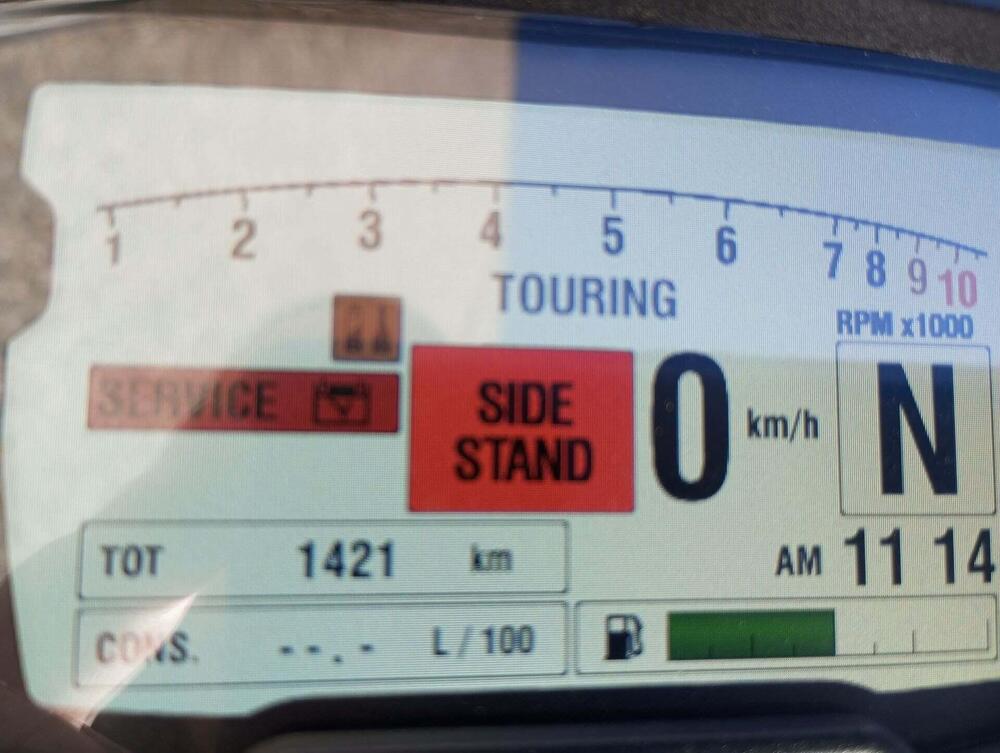 1 2 3 4 5 6 7 8 9 10
TOURING
RPM x1000
SERVICE
SIDE
STAND
0 km/h
N
TOT 1421 km
AM 11 14
CONS. --.- L/100